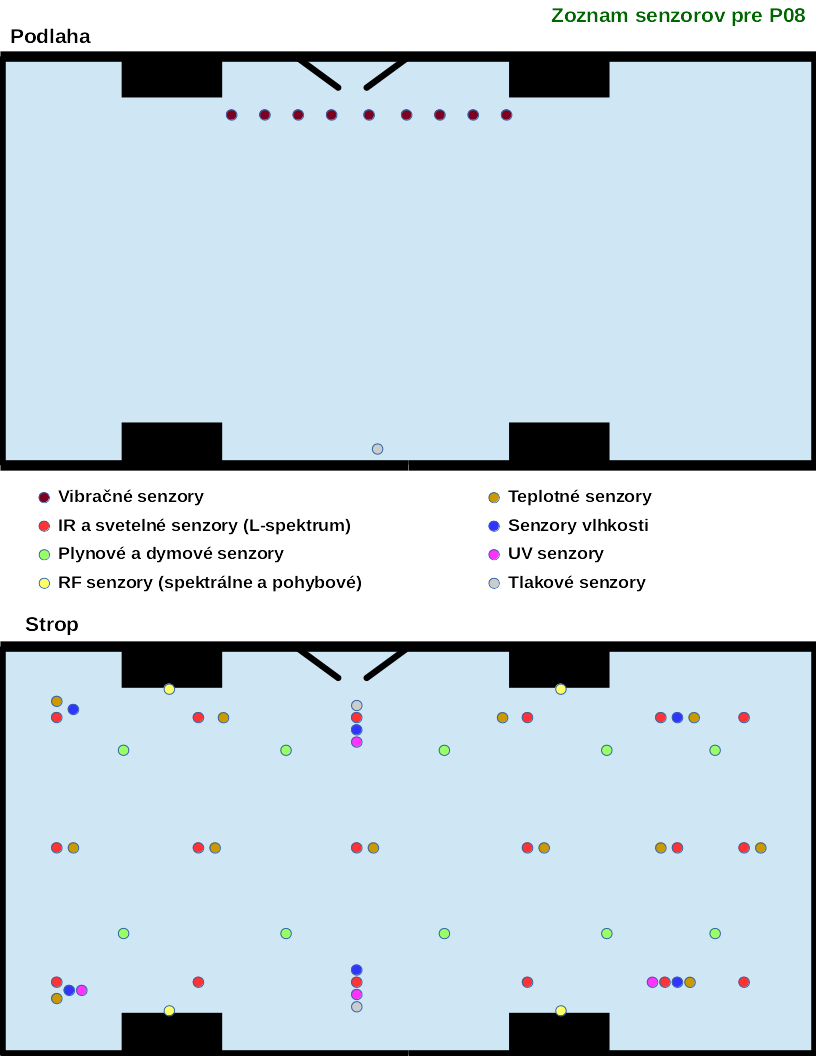 Zoznam senzorov pre P08
Podlaha
Vibračné senzory
Teplotné senzory
IR a svetelné senzory (L-spektrum)
Senzory vlhkosti
Plynové a dymové senzory
UV senzory
RF senzory (spektrálne a pohybové)
Tlakové senzory
Strop